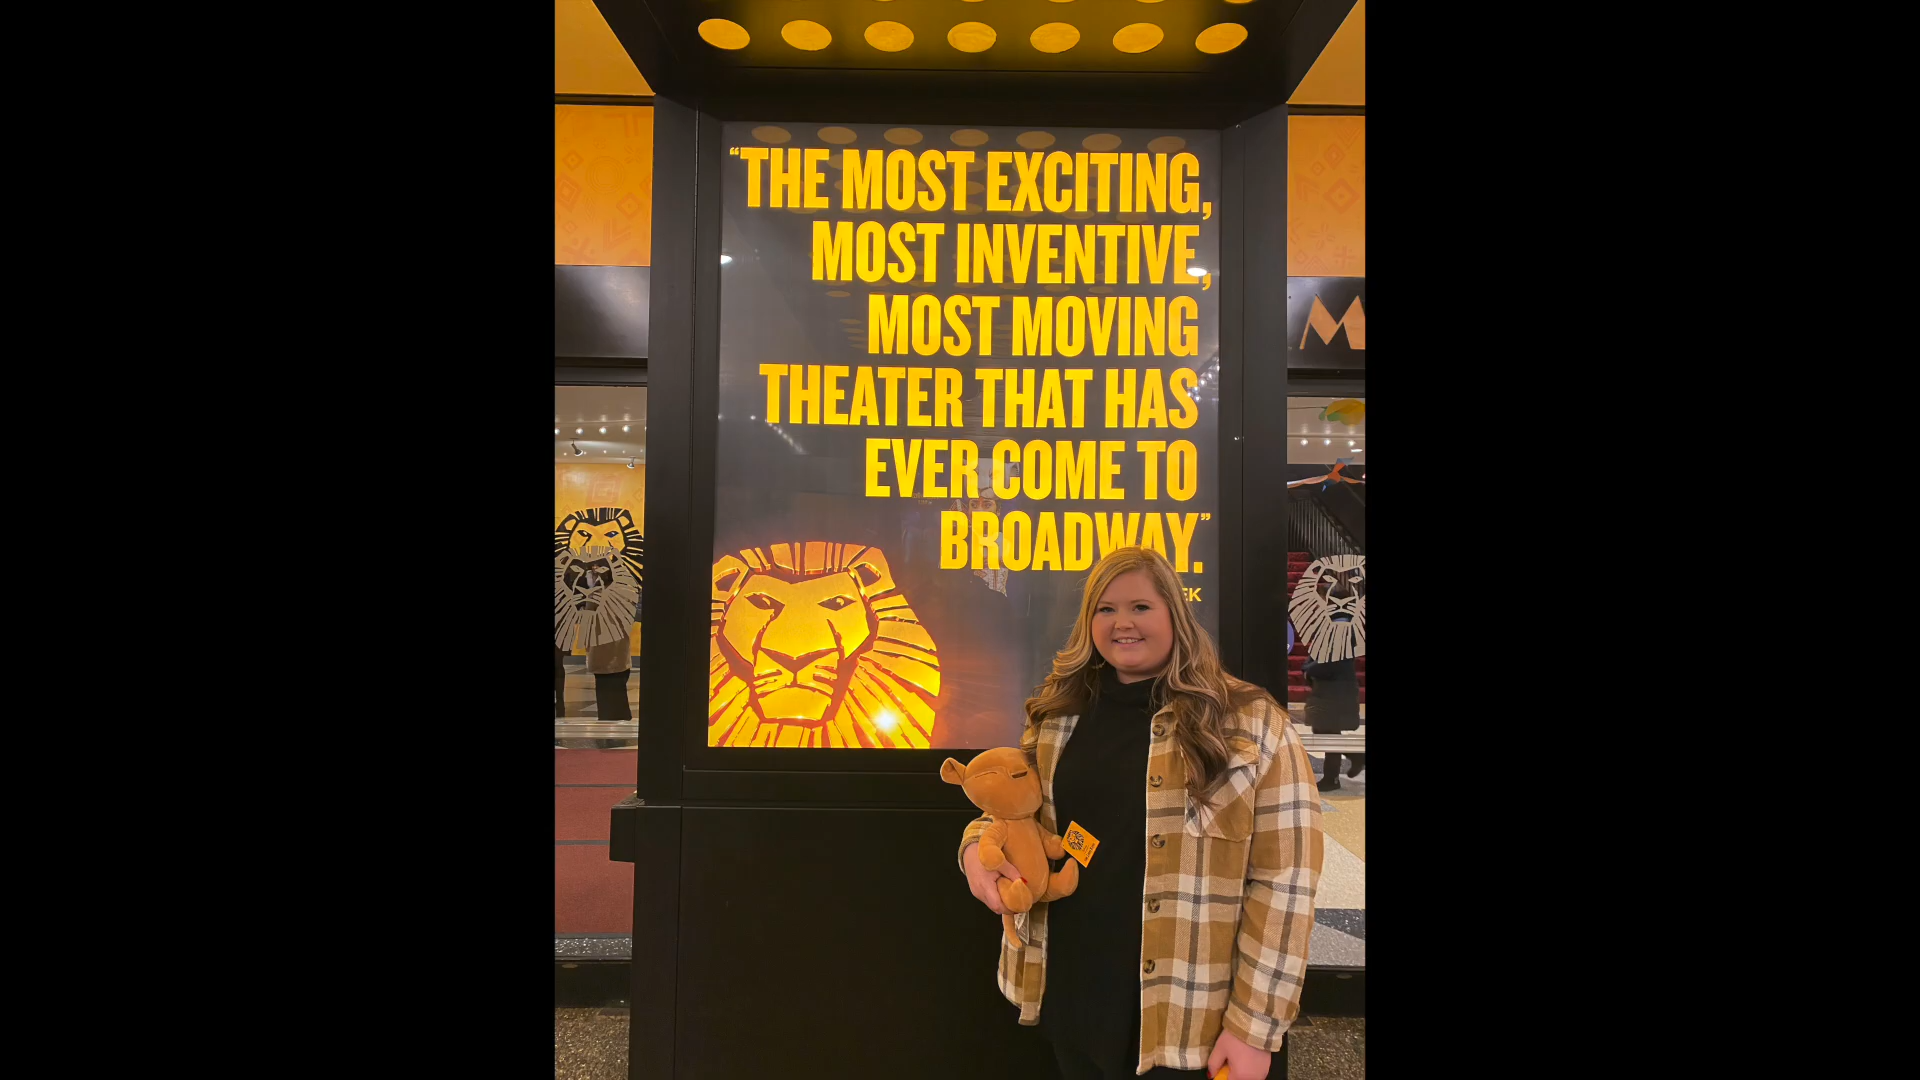 “THE MOST EXCITING,
MOST INVENTIVE,
MOST MOVING
THEATER THAT HAS
EVER COME TO
BROADWAY.”